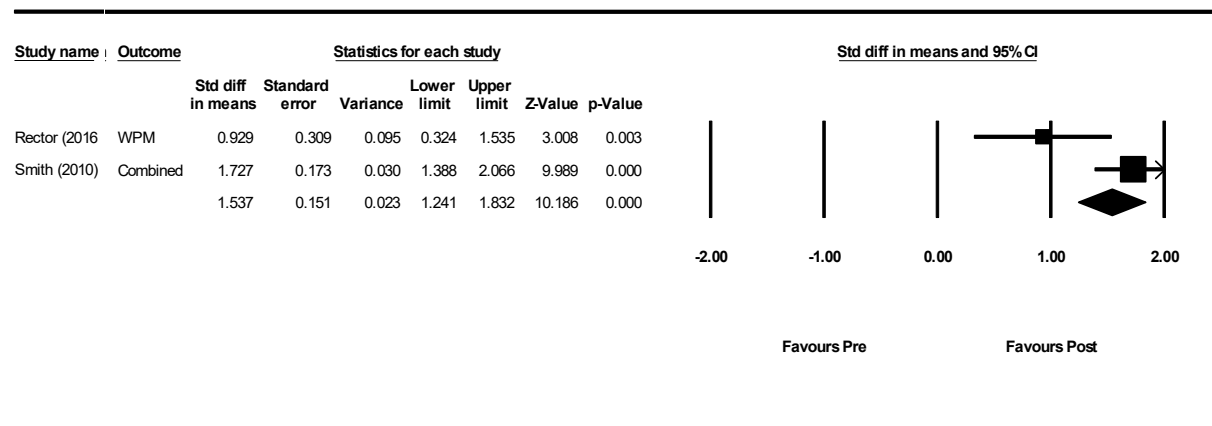 Study name Outcome Statistics for each study Std diff in means and 95% CI
Std diff Standard Lower Upper
in means error Variance limit limit Z-Value p-Value
Rector (2016 WPM 0.929 0.309 0.095 0.324 1.535 3.008 0.003
Smith (2010) Combined 1.727 0.173 0.030 1.388 2.066 9.989 0.000
1.537 0.151 0.023 1.241 1.832 10.186 0.000
-2.00 -1.00 0.00 1.00 2.00
Favours Pre Favours Post